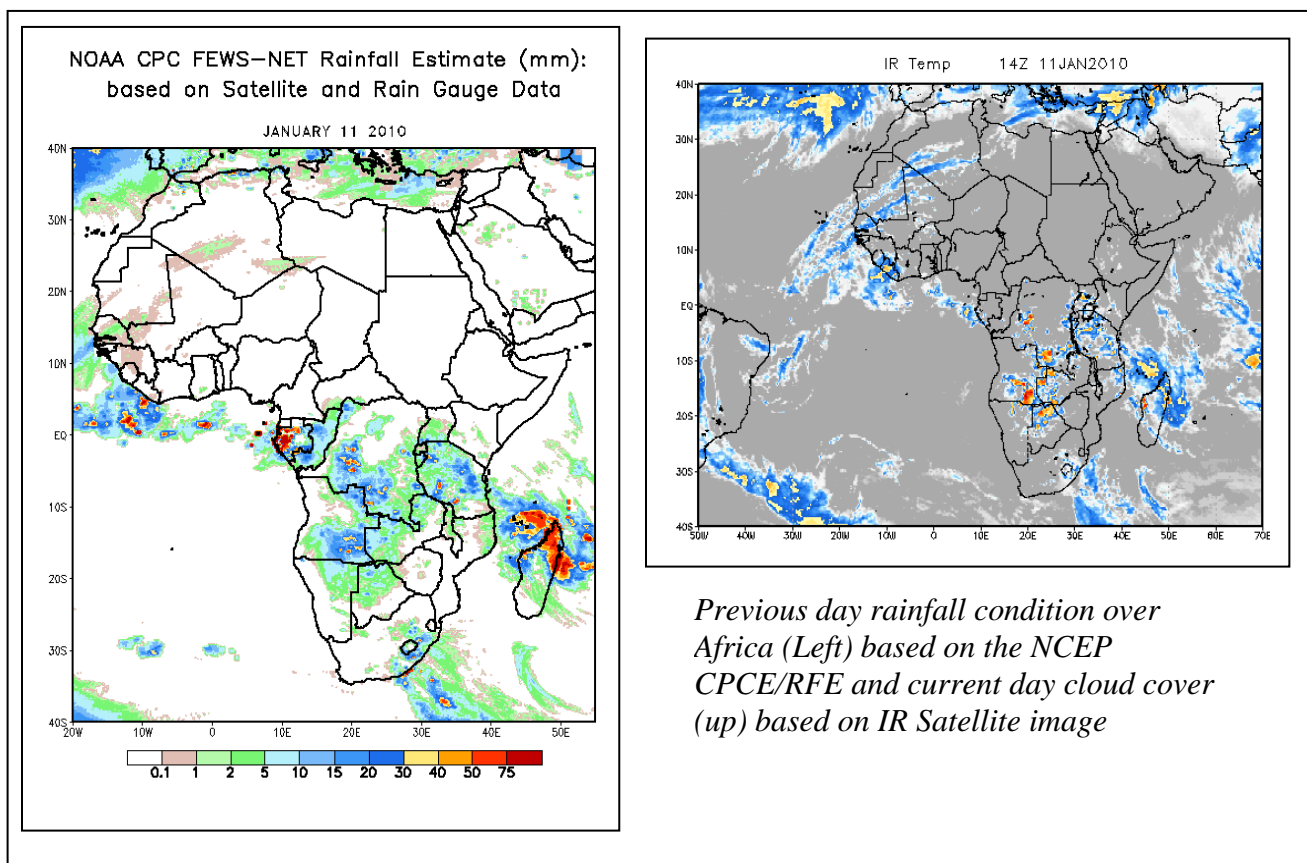 NOAA CPC FEWS-NET Rainfall Estimate (mm):
based on Satellite and Rain Gauge Data
JANUARY 11 2010
40N
30N
20N
10N
EQ
10S
20S
30S
40S
20W 10W 0 10E 20E 30E 40E 50E
0.1 1 2 5 10 15 20 30 40 50 75
IR Temp 14Z 11JAN2010
40N
30N
20N
10N
EQ
10S
20S
30S
40S
50W 40W 30W 20W 10W 0 10E 20E 30E 40E 50E 60E 70E
Previous day rainfall condition over
Africa (Left) based on the NCEP
CPCE/RFE and current day cloud cover
(up) based on IR Satellite image